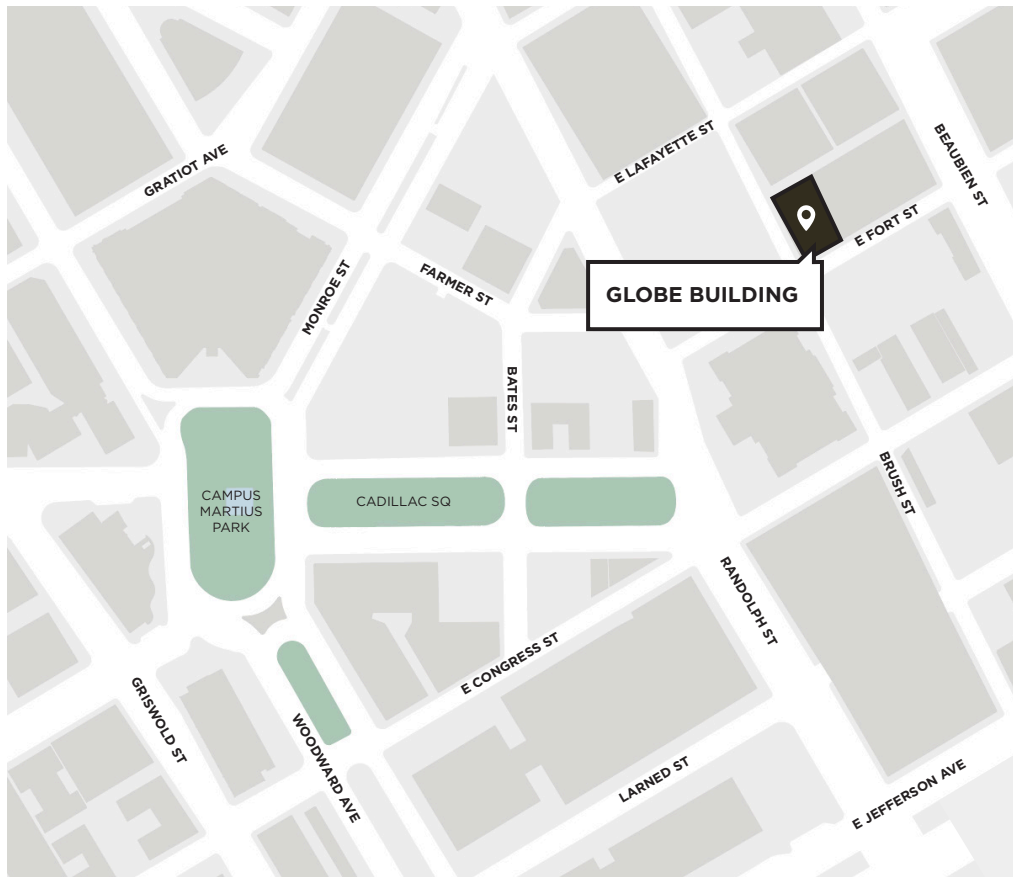 GRATIOT AVE
E LAFAYETTE ST
BEAUBIEN ST
E FORT ST
GLOBE BUILDING
MONROE ST
FARMER ST
BATES ST
CAMPUS
MARTIUS
PARK
CADILLAC SQ
BRUSH ST
RANDOLPH ST
E CONGRESS ST
GRISWOLD ST
WOODWARD AVE
LARNED ST
E JEFFERSON AVE